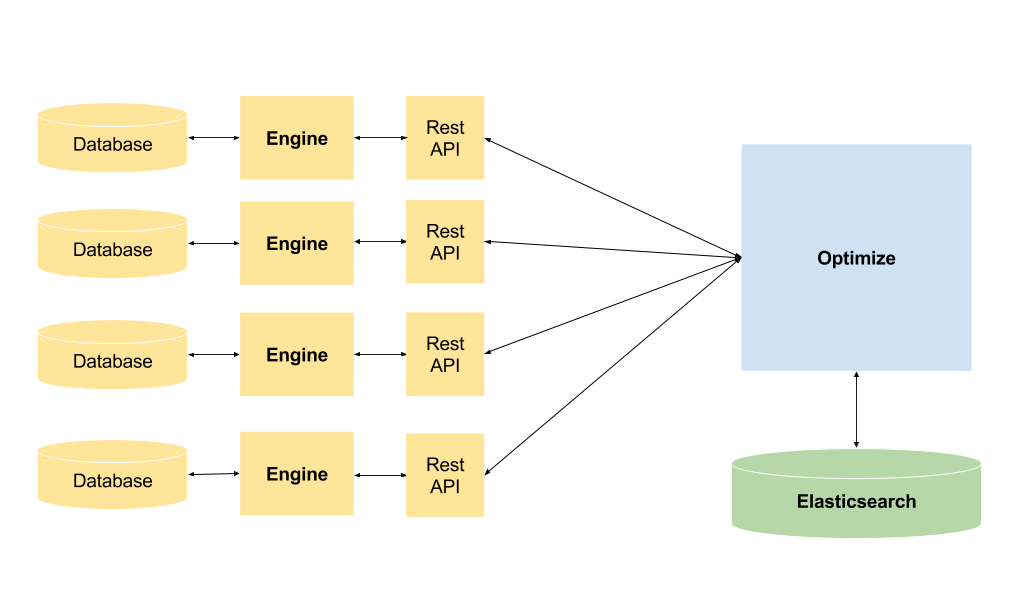 Database
Engine
Rest
API
Database
Engine
Rest
API
Optimize
Database
Engine
Rest
API
Database
Engine
Rest
API
Elasticsearch